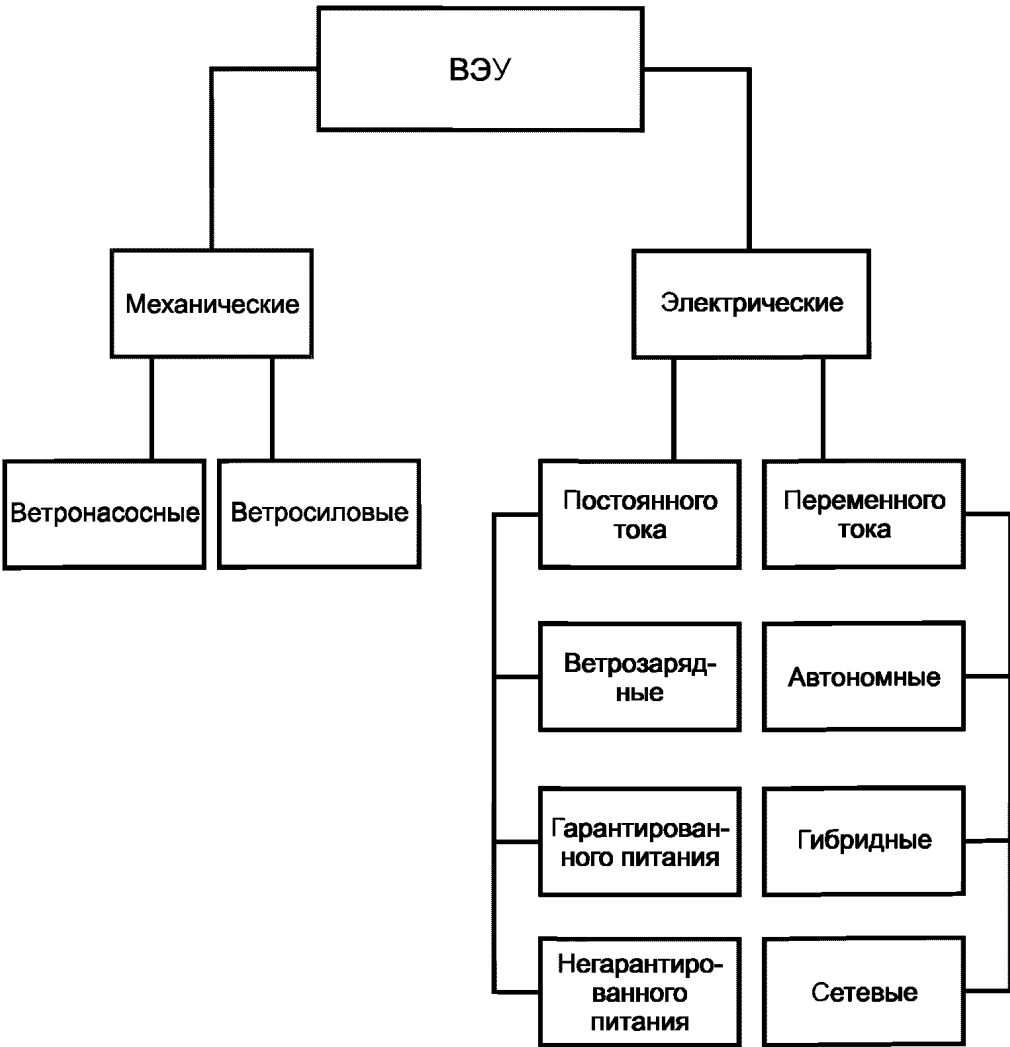 ВЭУ
Механические
Электрические
Ветронасосные
Ветросиловые
Постоянного
тока
Переменного
тока
Ветрозаряд-
ные
Автономные
Гарантирован-
ного питания
Гибридные
Негарантиро-
ванного
питания
Сетевые